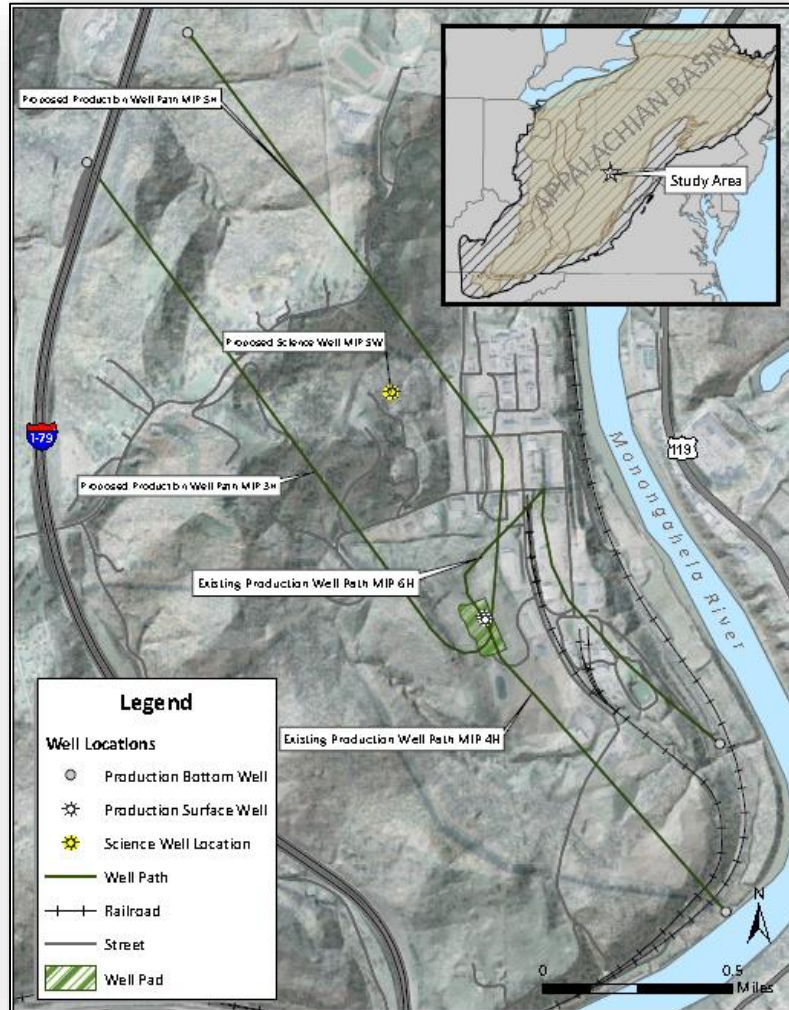 Proposed Production Well Path MIP 5H
APPALACHIAN BASIN
Study Area
Proposed Science Well MIP SW
I-79
119
Monongahela River
Proposed Production Well Path MIP 3H
Existing Production Well Path MIP 6H
Existing Production Well Path MIP 4H
Legend
Well Locations
Production Bottom Well
Production Surface Well
Science Well Location
Well Path
Railroad
Street
Well Pad
N
0 0.5
Miles